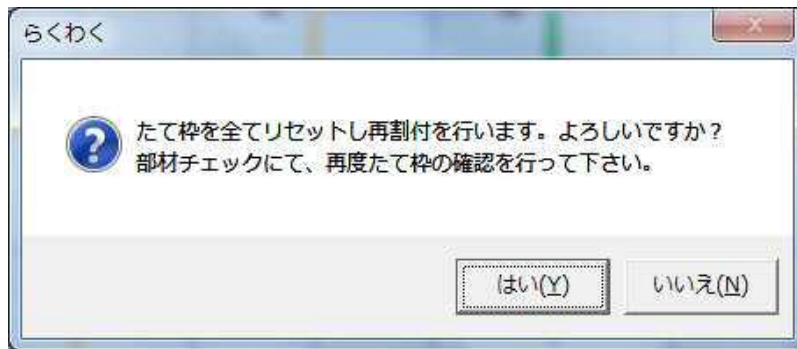 らくわく
たて枠を全てリセットし再割付を行います。よろしいですか？
部材チェックにて、再度たて枠の確認を行って下さい。
はい(Y)
いいえ(N)